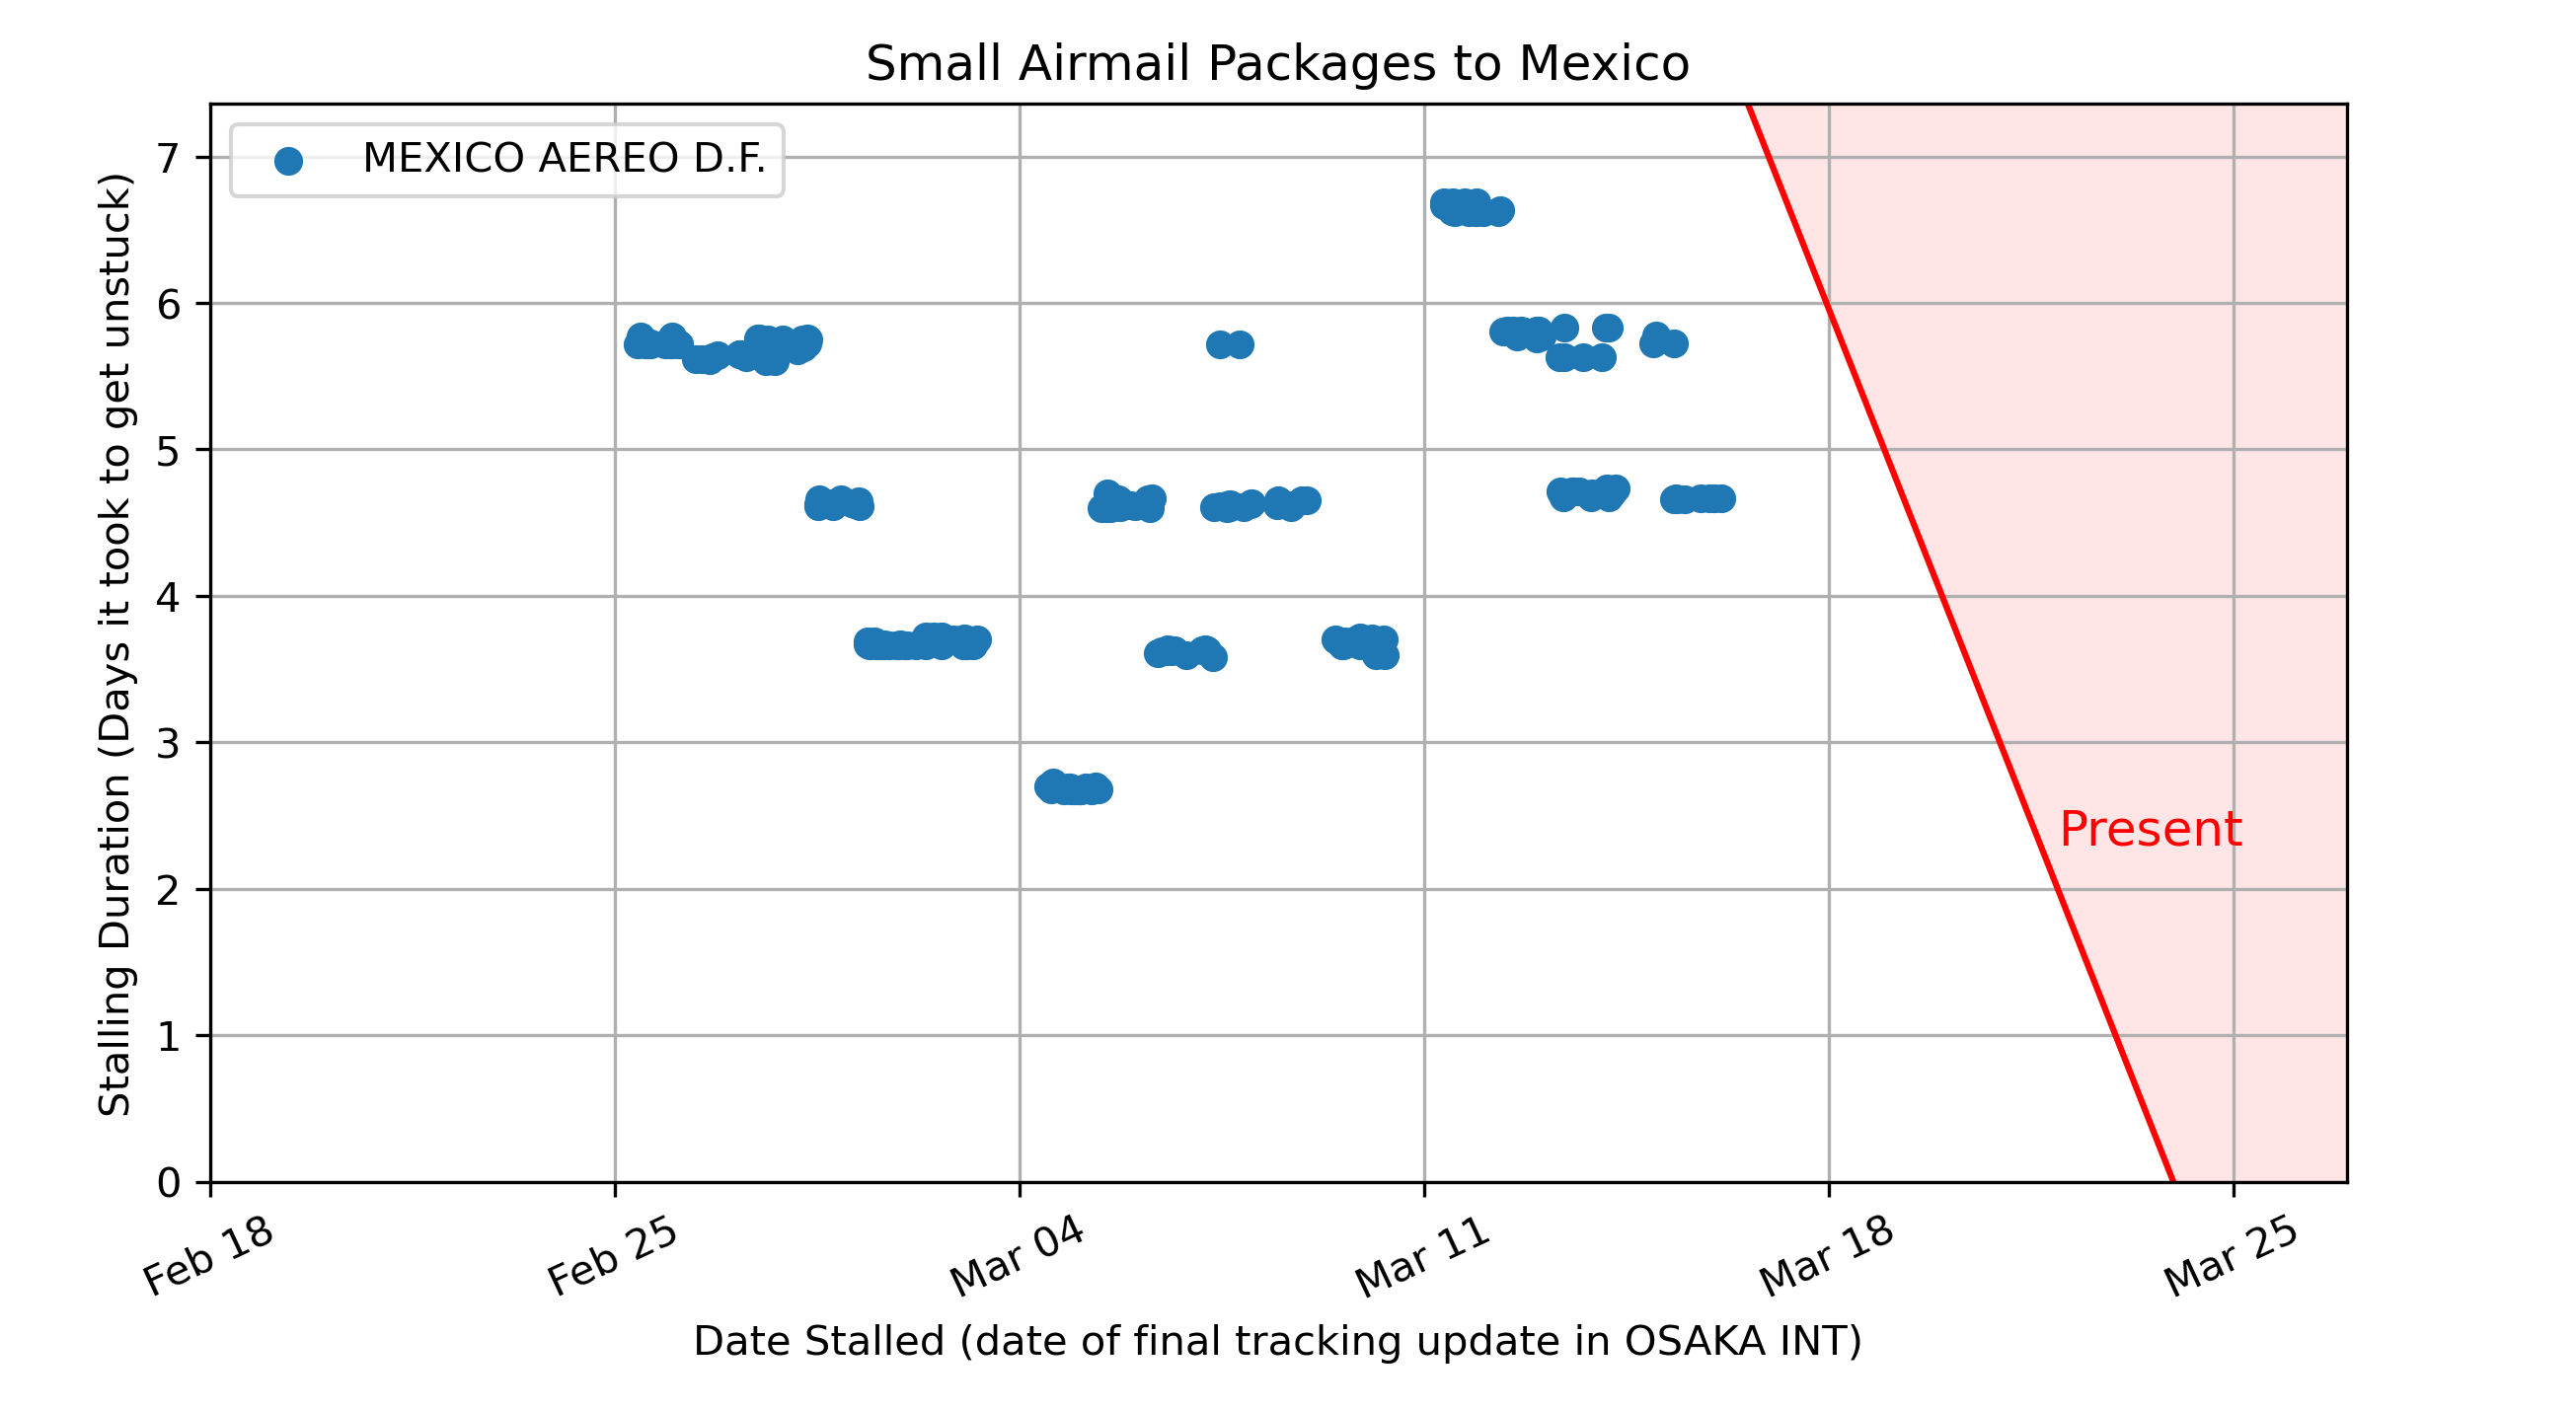 Small Airmail Packages to Mexico
MEXICO AEREO D.F.
Stalling Duration (Days it took to get unstuck)
7
6
5
4
3
2
1
0
Present
Feb 18
Feb 25
Mar 04
Mar 11
Mar 18
Mar 25
Date Stalled (date of final tracking update in OSAKA INT)